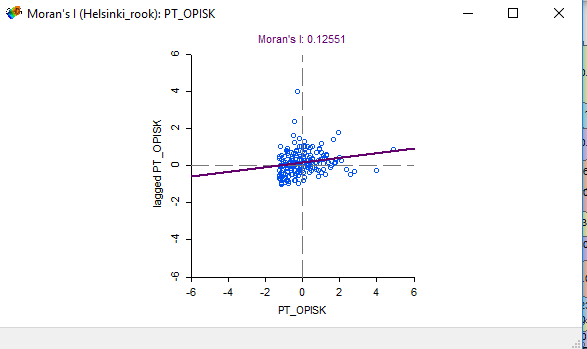 Moran's I (Helsinki_rook): PT_OPISK
Moran's I: 0.12551
6
4
2
0
-2
-4
-6
lagged PT_OPISK
-6 -4 -2 0 2 4 6
PT_OPISK